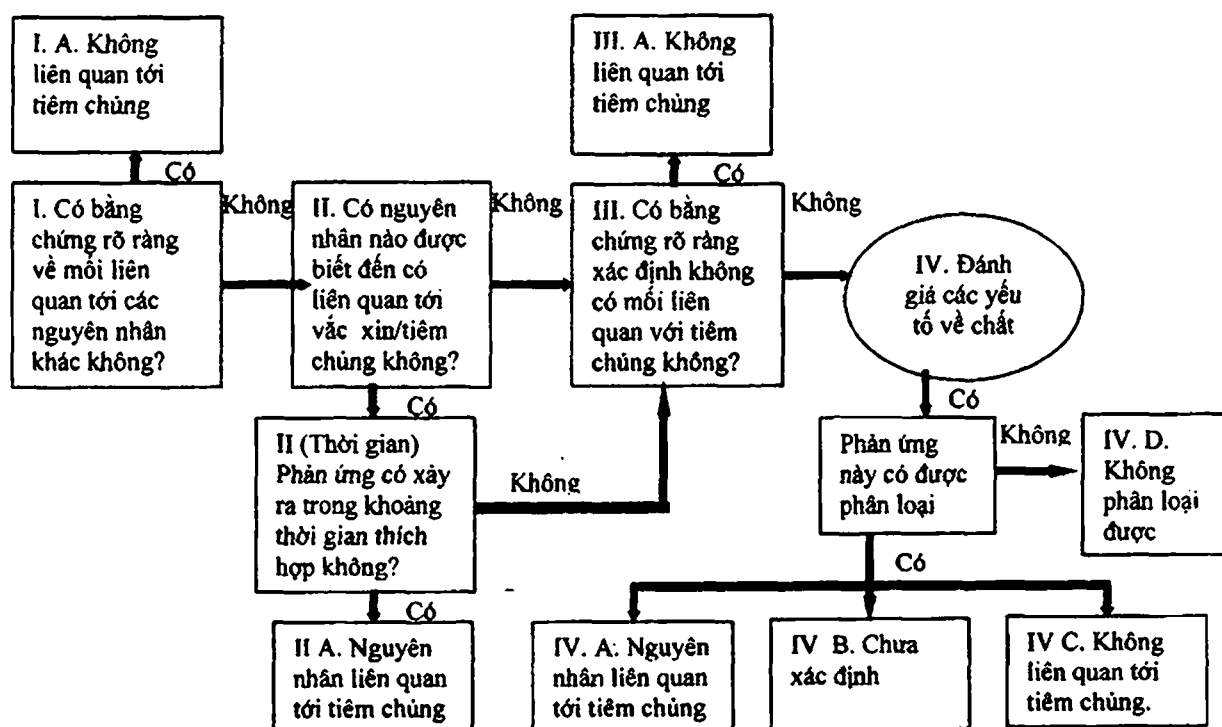 I. A. Không
liên quan tới
tiêm chủng
III. A. Không
liên quan tới
tiêm chủng
Có
Có
I. Có bằng
chứng rõ ràng
về mối liên
quan tới các
nguyên nhân
khác không?
Không
II. Có nguyên
nhân nào được
biết đến có
liên quan tới
vắc xin/tiêm
chủng không?
Không
III. Có bằng
chứng rõ ràng
xác định không
có mối liên
quan với tiêm
chủng không?
Không
IV. Đánh
giá các yếu
tố về chất
Có
Có
II (Thời gian)
Phản ứng có xảy
ra trong khoảng
thời gian thích
hợp không?
Không
Phản ứng
này có được
phân loại
Không
IV. D.
Không
phân loại
được
Có
Có
II A. Nguyên
nhân liên quan
tới tiêm chủng
IV. A. Nguyên
nhân liên quan
tới tiêm chủng
IV B. Chưa
xác định
IV C. Không
liên quan tới
tiêm chủng.